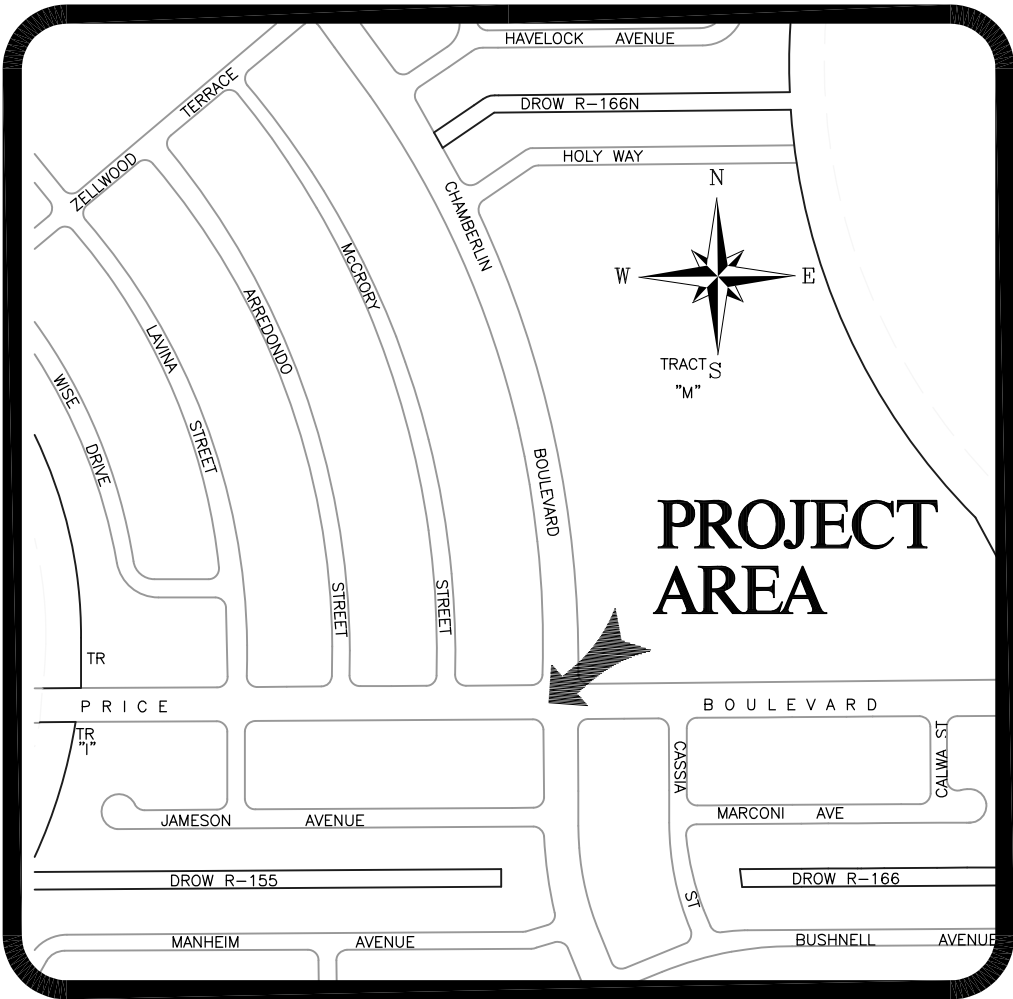 HAVELOCK AVENUE
TERRACE
DROW R-166N
ZELLWOOD
HOLY WAY
N
CHAMBERLIN
McCRORY
W E
ARREDONDO
LAVINA
TRACT S
"M"
WISE
STREET
DRIVE
BOULEVARD
PROJECT
AREA
STREET
STREET
TR
PRICE
BOULEVARD
TR
"I"
CASSIA
CALWA ST
JAMESON AVENUE
MARCONI AVE
DROW R-155
DROW R-166
ST
MANHEIM AVENUE
BUSHNELL AVENUE